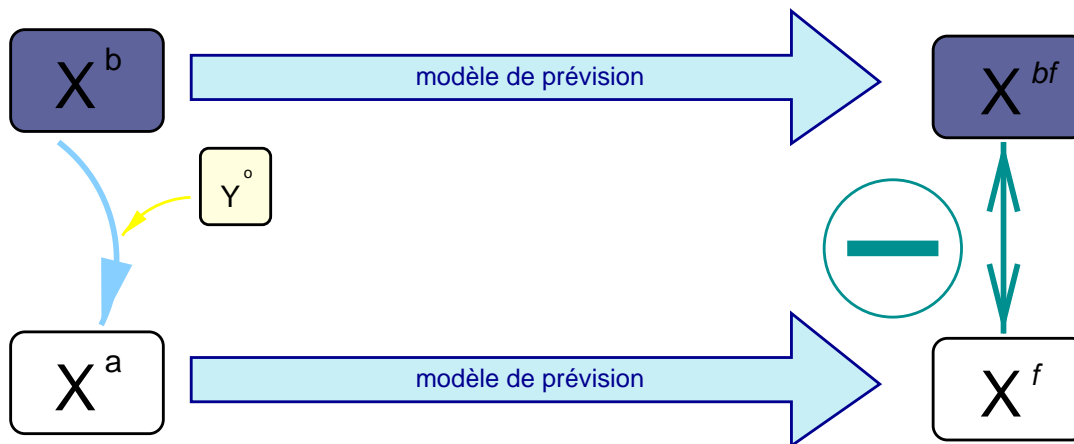 X b
modèle de prévision
X bf
Y o
X a
modèle de prévision
X f